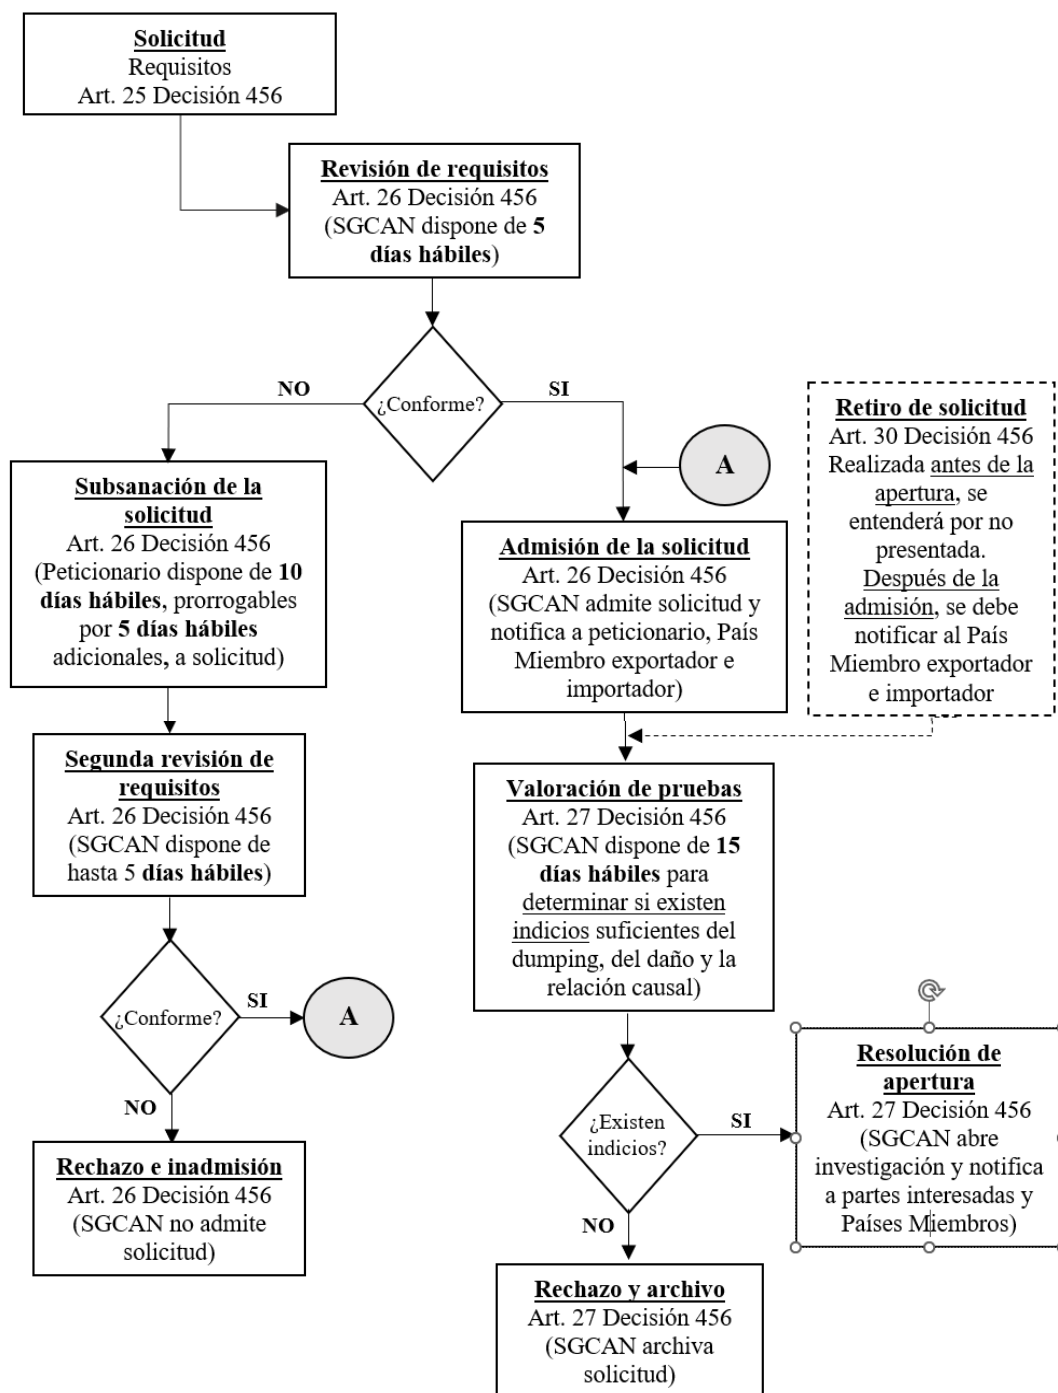 Solicitud
Requisitos
Art. 25 Decisión 456
Revisión de requisitos
Art. 26 Decisión 456
(SGCAN dispone de 5
días hábiles)
¿Conforme?
NO
SI
A
Subsanación de la
solicitud
Art. 26 Decisión 456
(Peticionario dispone de 10
días hábiles, prorrogables
por 5 días hábiles
adicionales, a solicitud)
Admisión de la solicitud
Art. 26 Decisión 456
(SGCAN admite solicitud y
notifica a peticionario, País
Miembro exportador e
importador)
Retiro de solicitud
Art. 30 Decisión 456
Realizada antes de la
apertura, se
entenderá por no
presentada.
Después de la
admisión, se debe
notificar al País
Miembro exportador
e importador
Segunda revisión de
requisitos
Art. 26 Decisión 456
(SGCAN dispone de
hasta 5 días hábiles)
Valoración de pruebas
Art. 27 Decisión 456
(SGCAN dispone de 15
días hábiles para
determinar si existen
indicios suficientes del
dumping, del daño y la
relación causal)
¿Conforme?
SI
A
NO
Rechazo e inadmisión
Art. 26 Decisión 456
(SGCAN no admite
solicitud)
¿Existen
indicios?
SI
NO
Resolución de
apertura
Art. 27 Decisión 456
(SGCAN abre
investigación y notifica
a partes interesadas y
Países Miembros)
Rechazo y archivo
Art. 27 Decisión 456
(SGCAN archiva
solicitud)